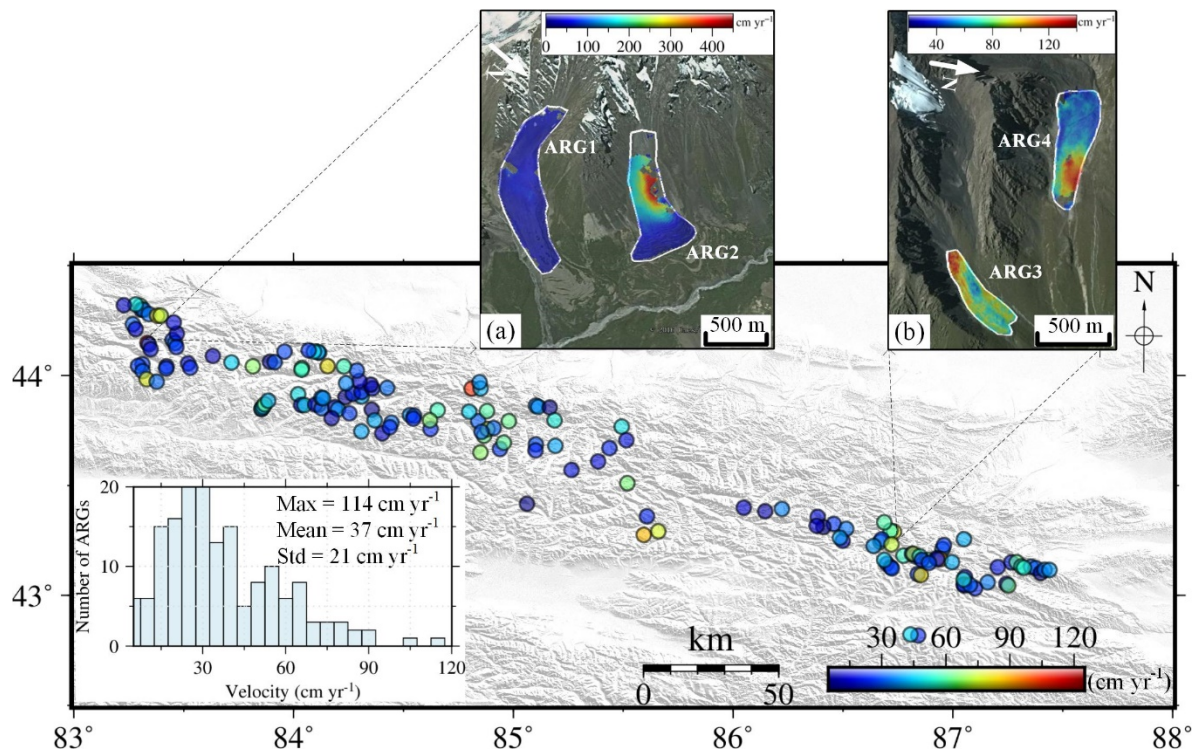 cm yr⁻¹
0 200 400
N
ARG1
ARG2
(a)
500 m
cm yr⁻¹
40 80 120
N
ARG4
ARG3
(b)
500 m
N
44°
43°
20
10
0
Number of ARGs
Max = 114 cm yr⁻¹
Mean = 37 cm yr⁻¹
Std = 21 cm yr⁻¹
30 60 90 120
Velocity (cm yr⁻¹)
km
0 50
30 60 90 120
(cm yr⁻¹)
83° 84° 85° 86° 87° 88°